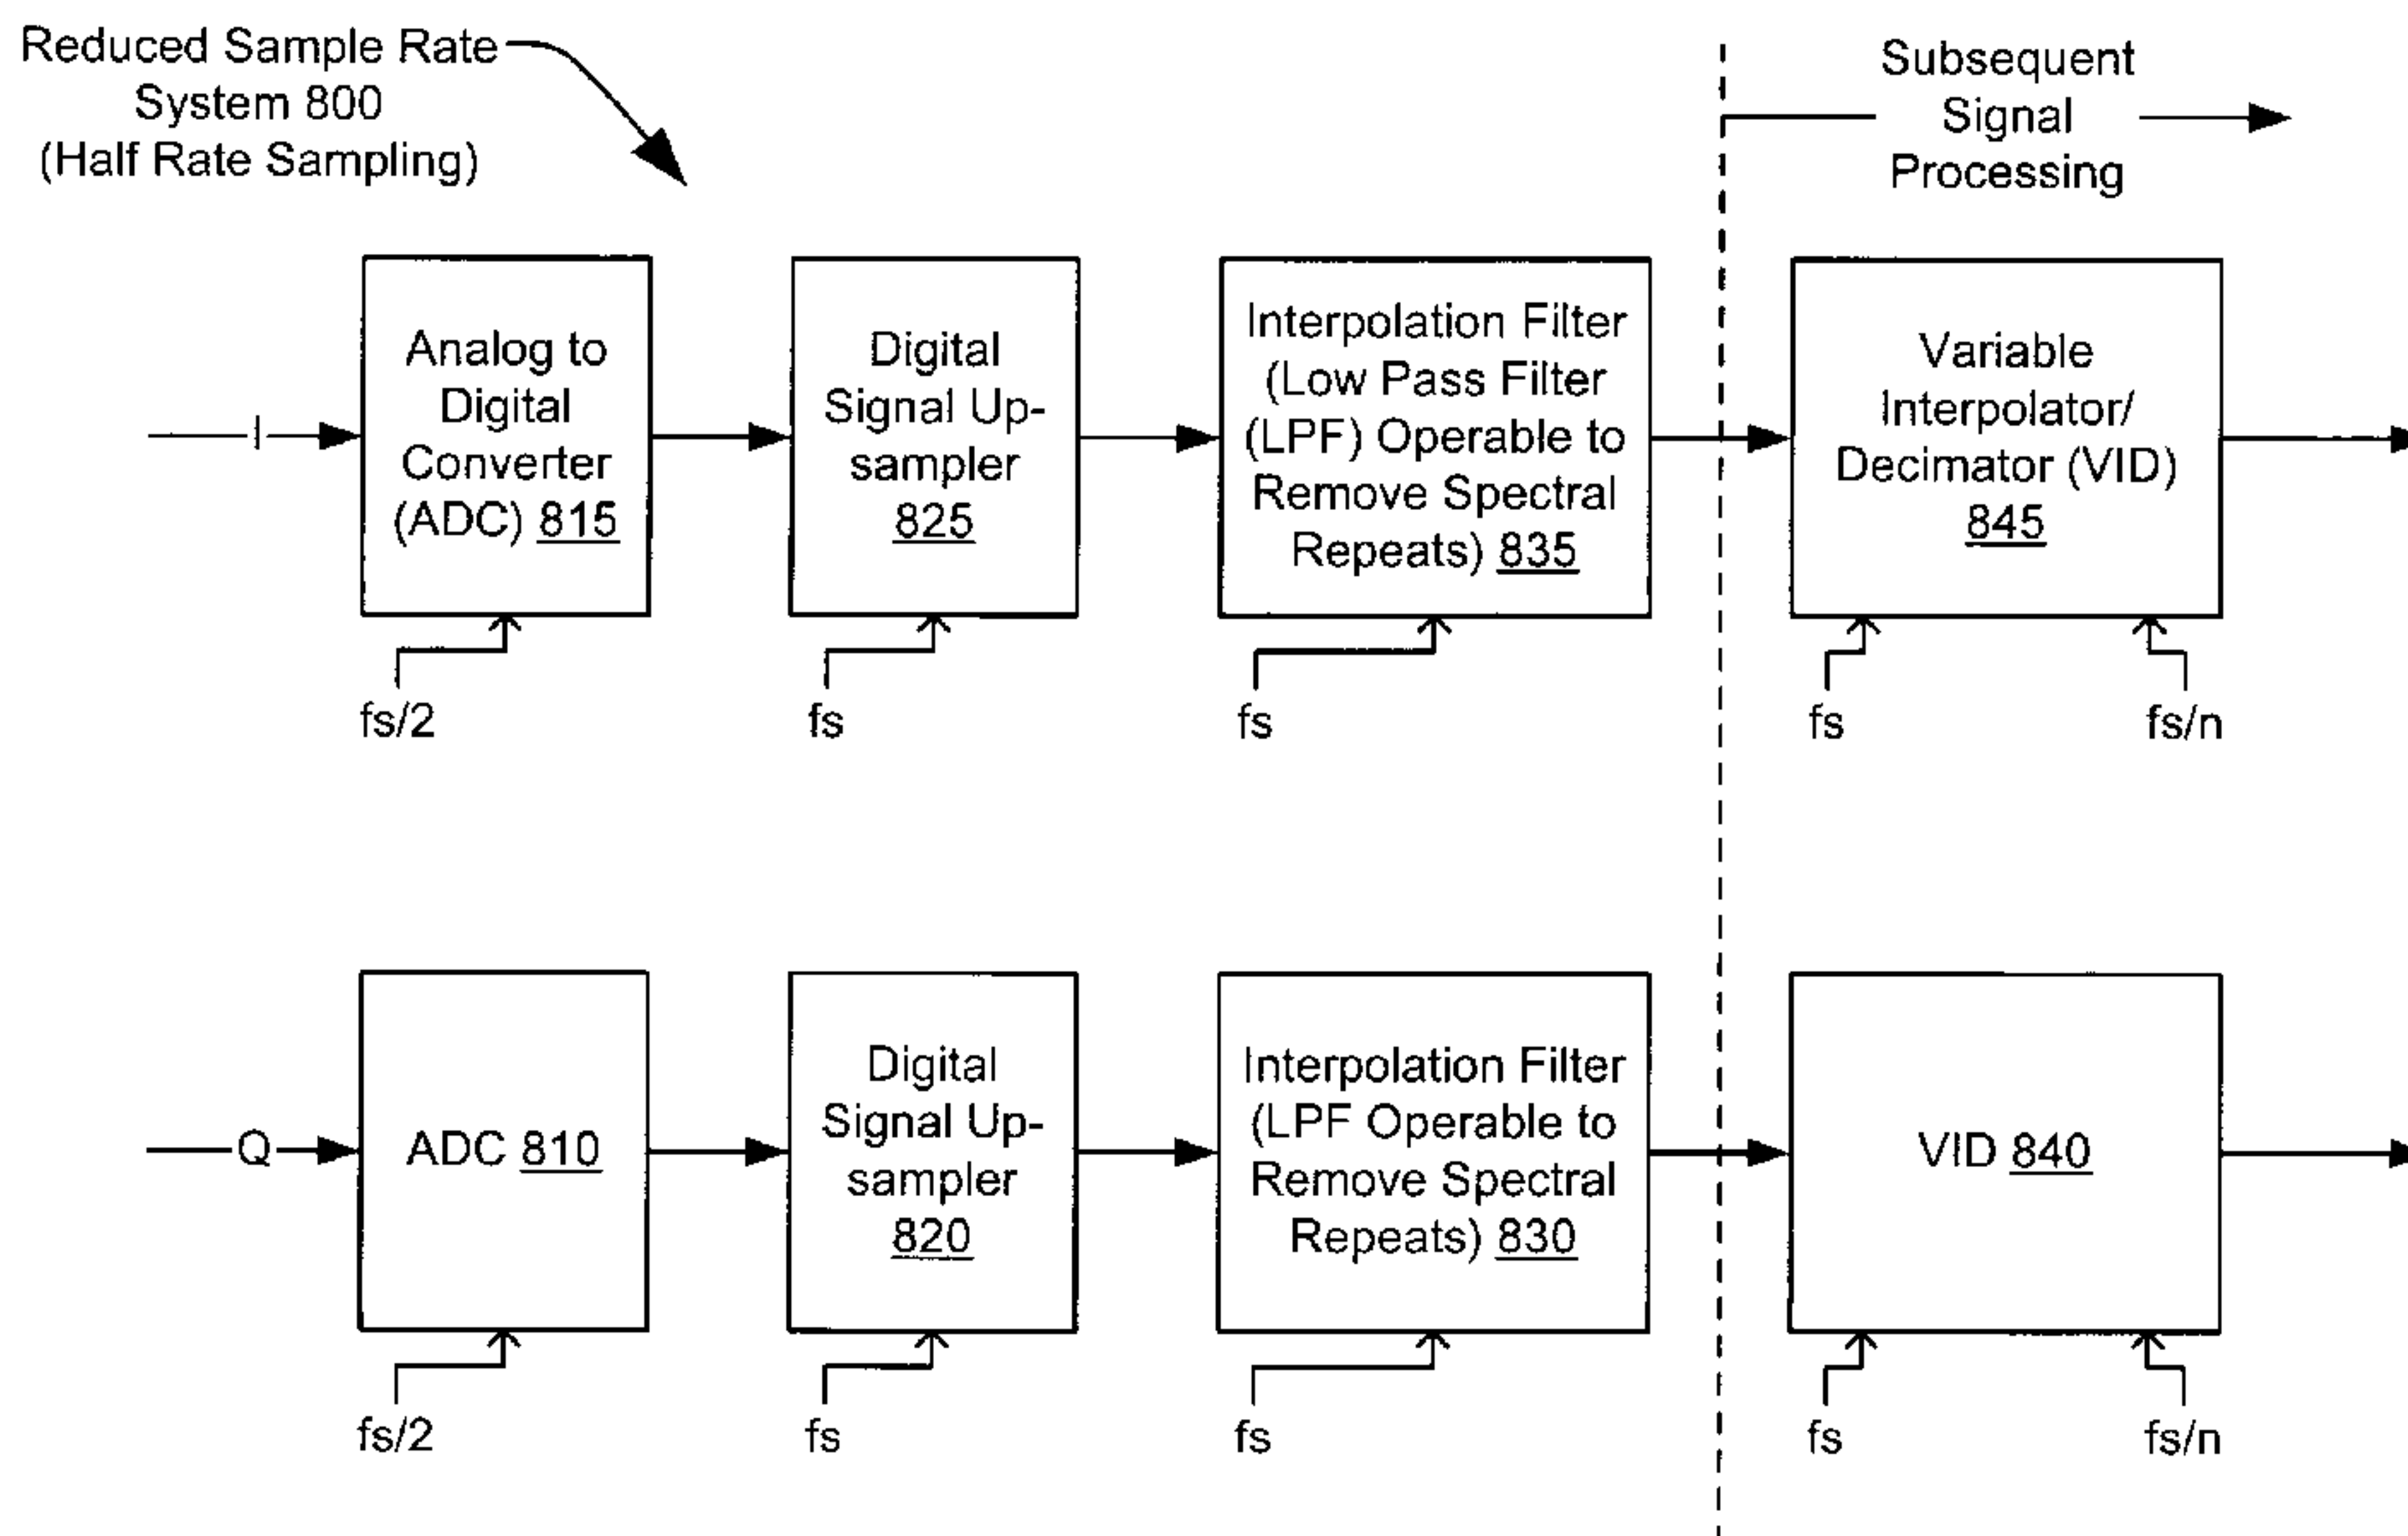 Reduced Sample Rate
System 800
(Half Rate Sampling)
Subsequent
Signal
Processing
I
Analog to
Digital
Converter
(ADC) 815
fs/2
Digital
Signal Up-
sampler
825
fs
Interpolation Filter
(Low Pass Filter
(LPF) Operable to
Remove Spectral
Repeats) 835
fs
Variable
Interpolator/
Decimator (VID)
845
fs
fs/n
Q
ADC 810
fs/2
Digital
Signal Up-
sampler
820
fs
Interpolation Filter
(LPF Operable to
Remove Spectral
Repeats) 830
fs
VID 840
fs
fs/n